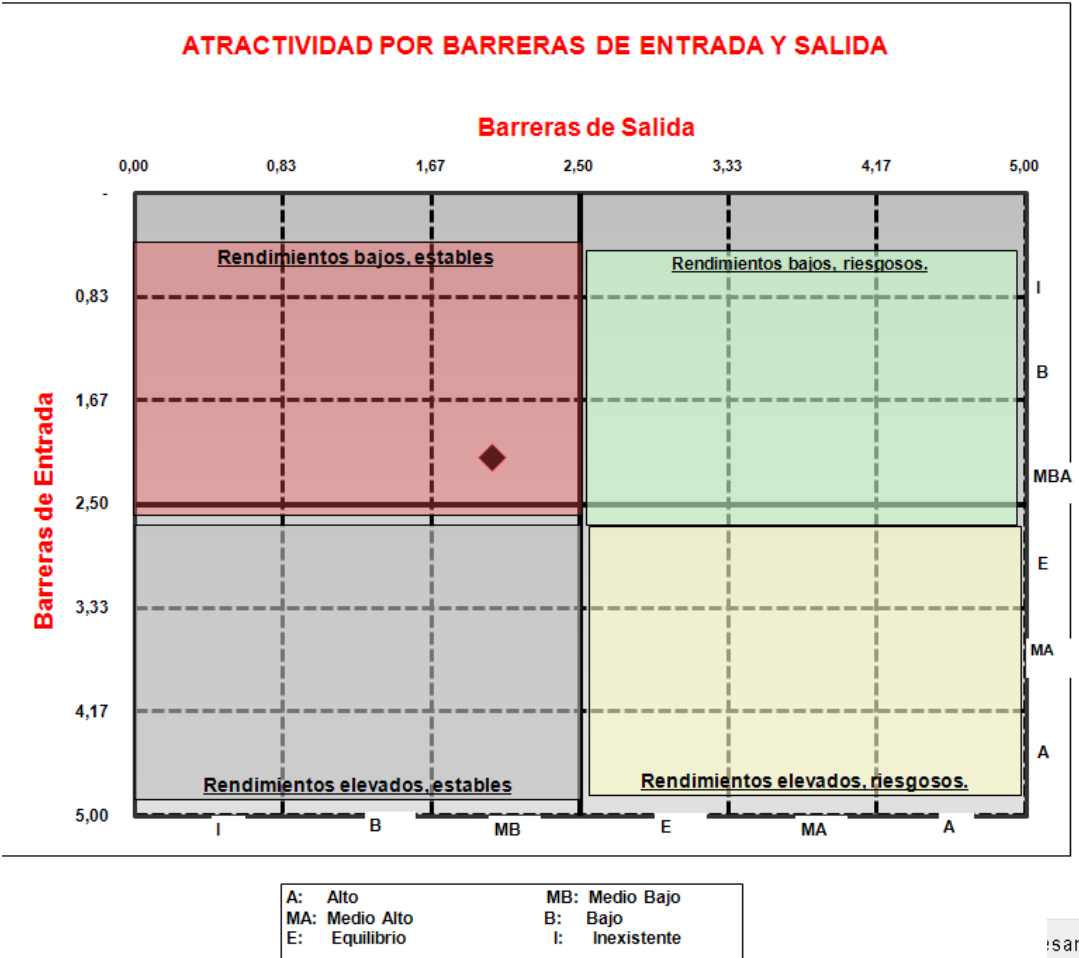 ATRACTIVIDAD POR BARRERAS DE ENTRADA Y SALIDA
Barreras de Salida
0,00 0,83 1,67 2,50 3,33 4,17 5,00
-
Rendimientos bajos, estables
Rendimientos bajos, riesgosos.
0,83
I
B
1,67
Barreras de Entrada
MBA
2,50
E
3,33
MA
4,17
A
Rendimientos elevados, estables
Rendimientos elevados, riesgosos.
5,00
I B MB E MA A
A: Alto MB: Medio Bajo
MA: Medio Alto B: Bajo
E: Equilibrio I: Inexistente